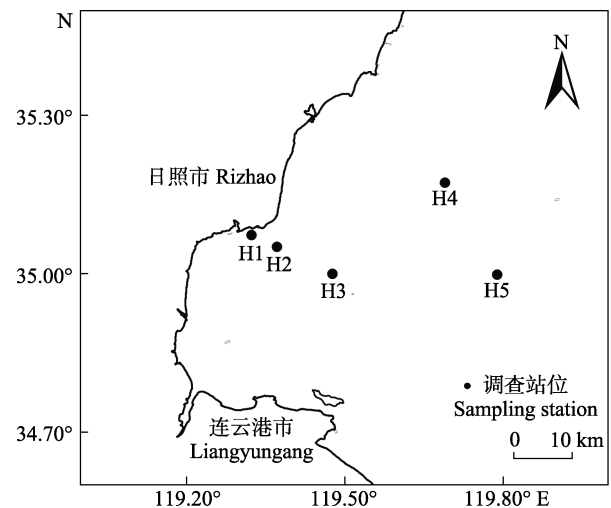 N
N
35.30°
日照市 Rizhao
H4
H1
H2
35.00°
H3
H5
调查站位
Sampling station
34.70°
连云港市
Liangyungang
0 10 km
119.20° 119.50° 119.80° E